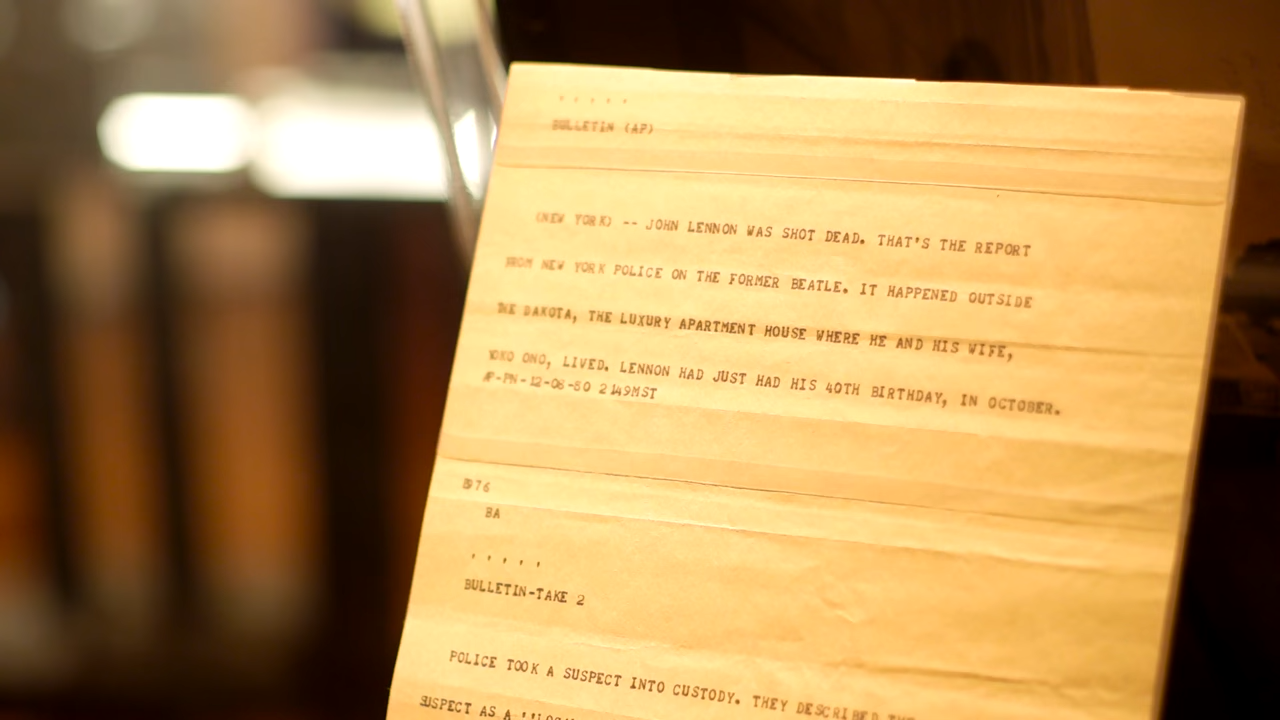 ' ' ' ' '
BULLETIN (AP)
(NEW YORK) -- JOHN LENNON WAS SHOT DEAD. THAT'S THE REPORT
FROM NEW YORK POLICE ON THE FORMER BEATLE. IT HAPPENED OUTSIDE
THE DAKOTA, THE LUXURY APARTMENT HOUSE WHERE HE AND HIS WIFE,
YOKO ONO, LIVED. LENNON HAD JUST HAD HIS 40TH BIRTHDAY, IN OCTOBER.
AP-PN-12-08-80 2149MST
BA
' ' ' ' '
BULLETIN-TAKE 2
POLICE TOOK A SUSPECT INTO CUSTODY. THEY DESCRIBED THE
SUSPECT AS A